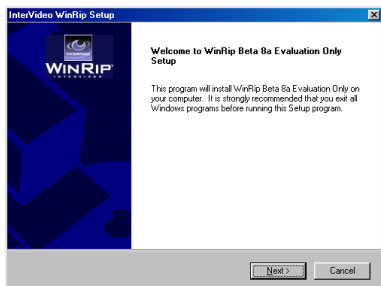 InterVideo WinRip Setup
WINRIP
INTERVIDEO
Welcome to WinRip Beta 8a Evaluation Only
Setup
This program will install WinRip Beta 8a Evaluation Only on
your computer. It is strongly recommended that you exit all
Windows programs before running this Setup program.
Next >
Cancel